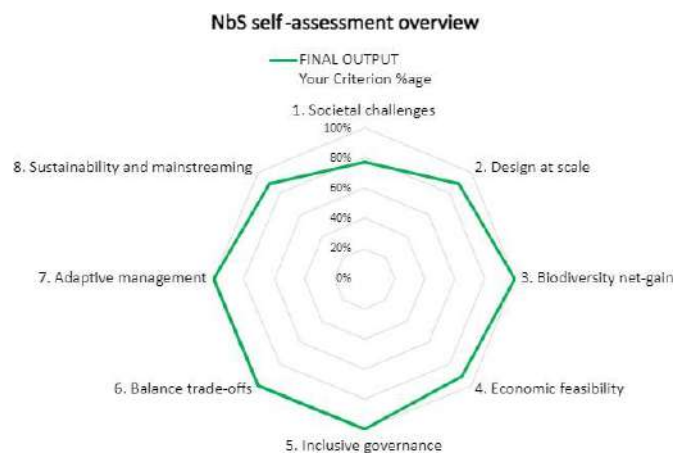 NbS self-assessment overview
FINAL OUTPUT
Your Criterion %age
1. Societal challenges
100%
8. Sustainability and mainstreaming
80%
2. Design at scale
60%
40%
20%
7. Adaptive management
0%
3. Biodiversity net-gain
6. Balance trade-offs
4. Economic feasibility
5. Inclusive governance